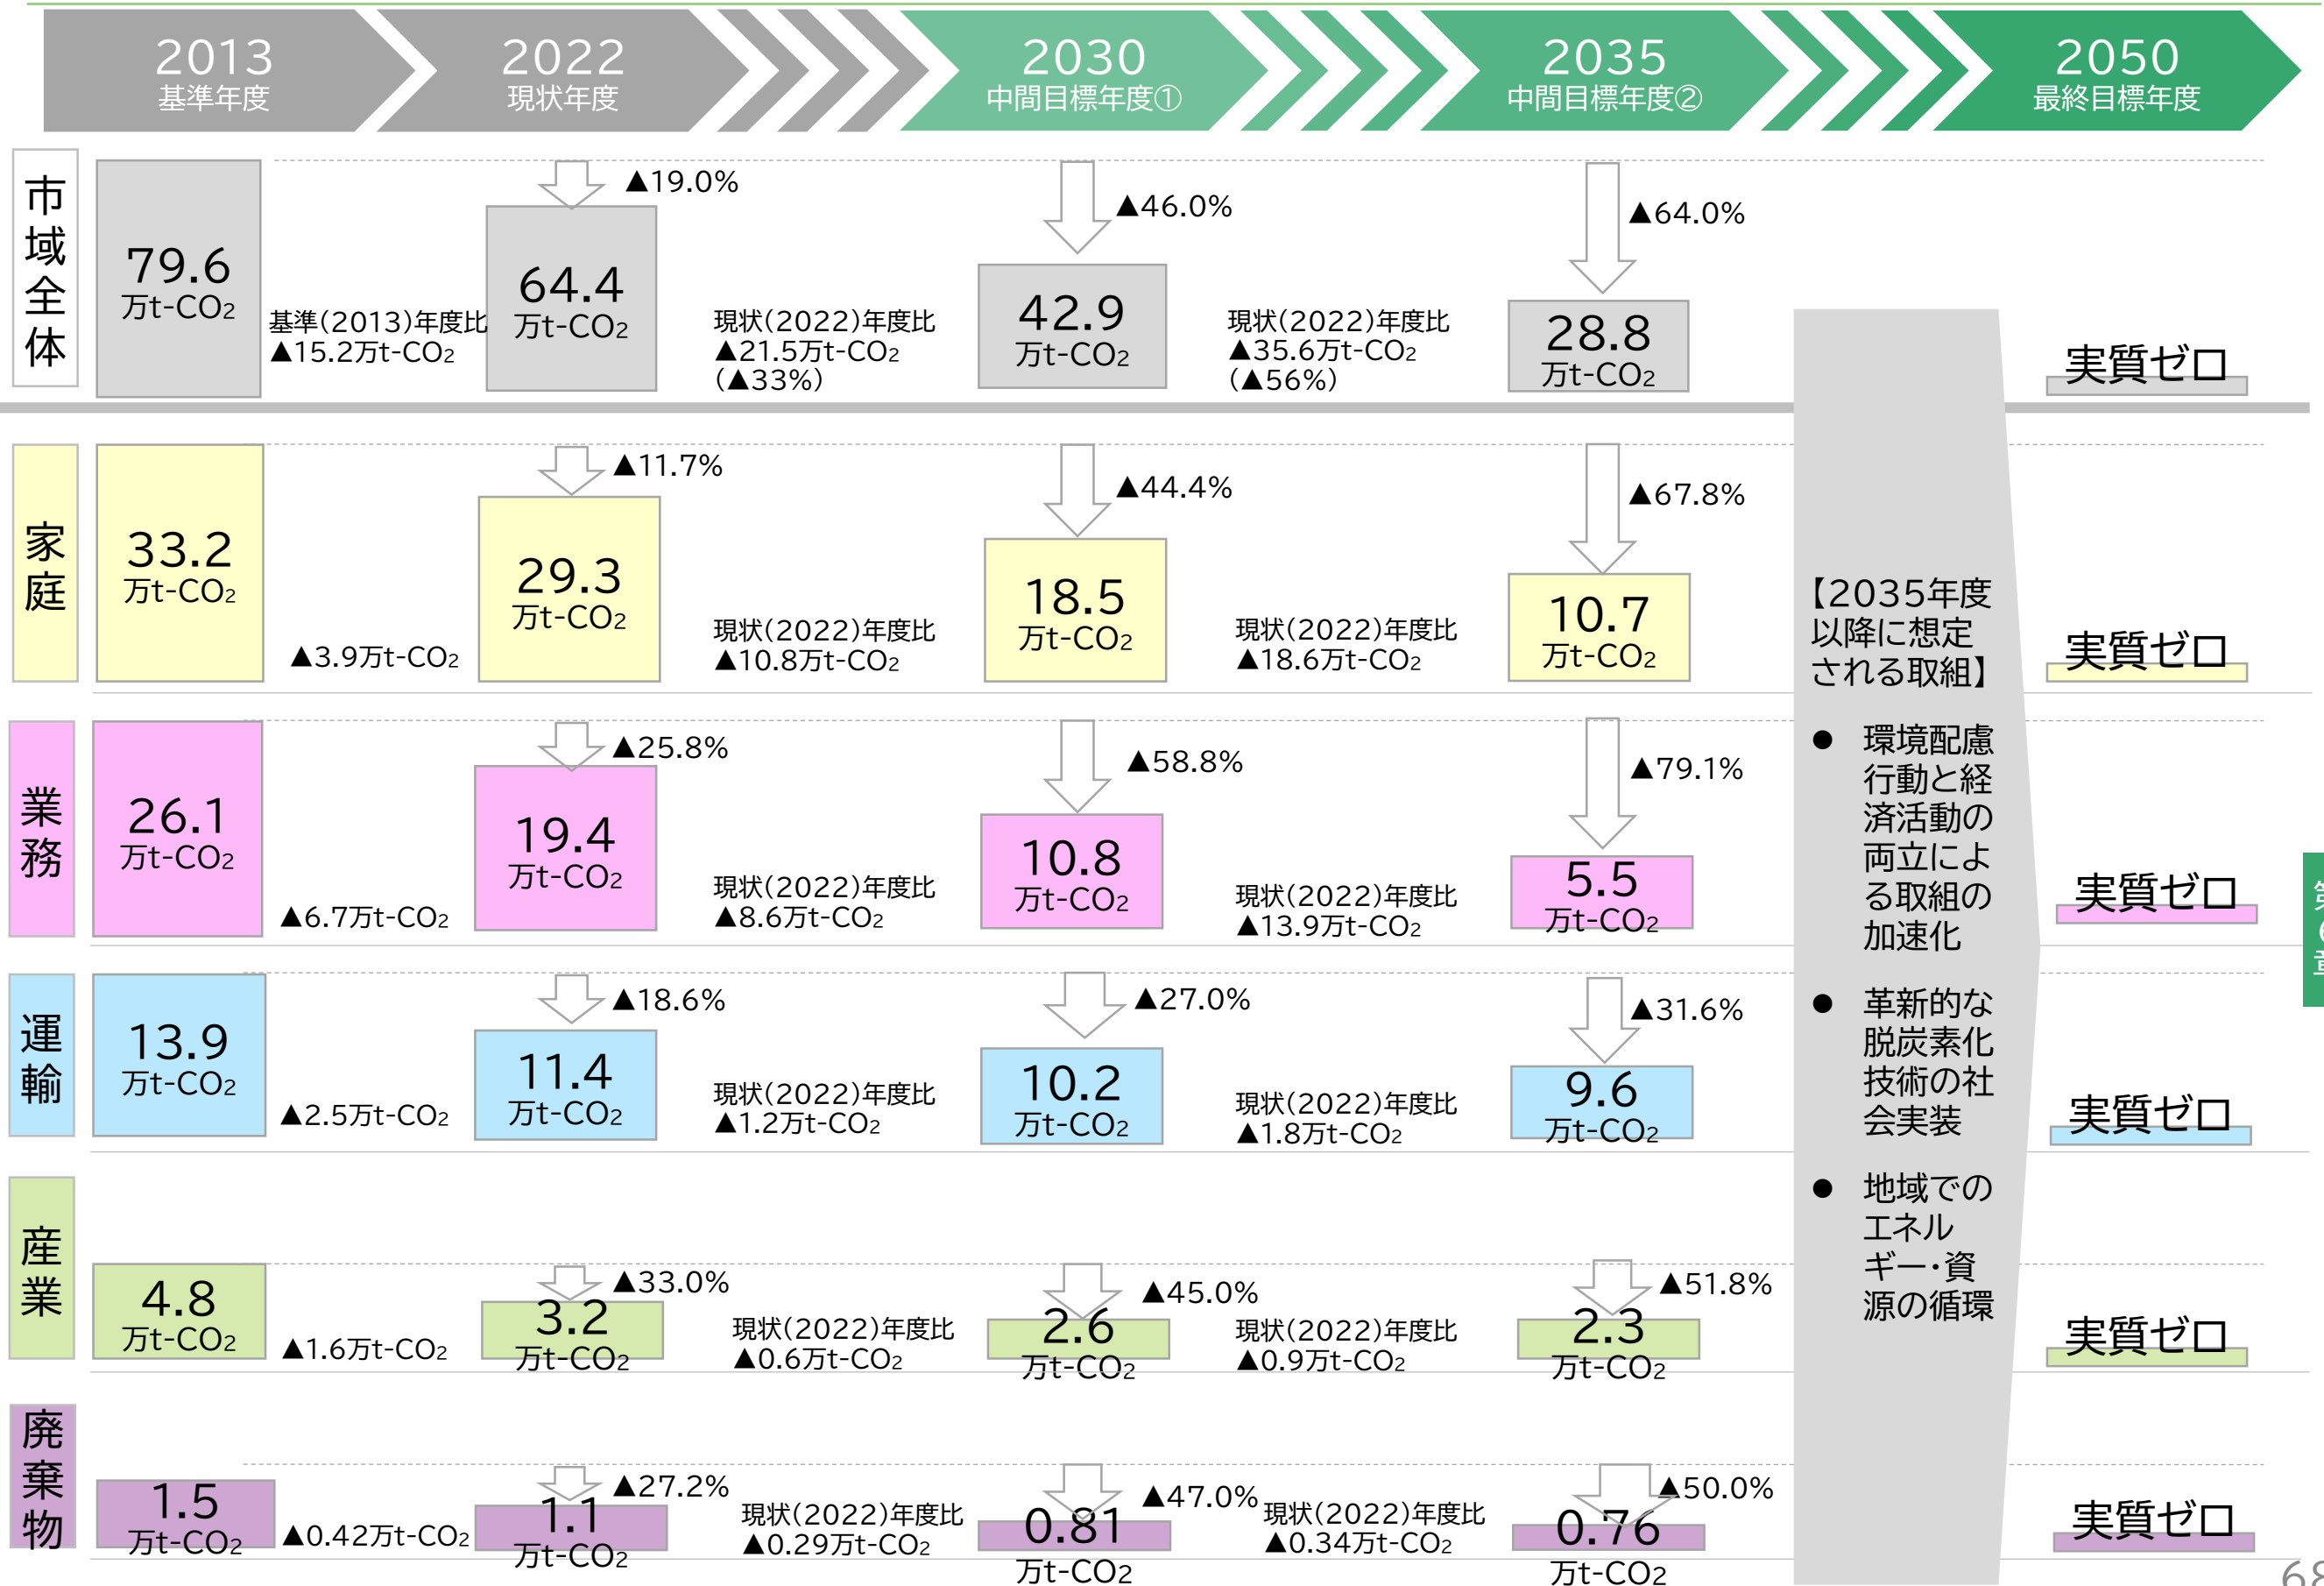 2013
基準年度
2022
現状年度
2030
中間目標年度①
2035
中間目標年度②
2050
最終目標年度
市域全体
79.6
万t-CO₂
基準(2013)年度比
▲15.2万t-CO₂
▲19.0%
64.4
万t-CO₂
現状(2022)年度比
▲21.5万t-CO₂
(▲33%)
▲46.0%
42.9
万t-CO₂
現状(2022)年度比
▲35.6万t-CO₂
(▲56%)
▲64.0%
28.8
万t-CO₂
実質ゼロ
家庭
33.2
万t-CO₂
▲3.9万t-CO₂
▲11.7%
29.3
万t-CO₂
現状(2022)年度比
▲10.8万t-CO₂
▲44.4%
18.5
万t-CO₂
現状(2022)年度比
▲18.6万t-CO₂
▲67.8%
10.7
万t-CO₂
実質ゼロ
業務
26.1
万t-CO₂
▲6.7万t-CO₂
▲25.8%
19.4
万t-CO₂
現状(2022)年度比
▲8.6万t-CO₂
▲58.8%
10.8
万t-CO₂
現状(2022)年度比
▲13.9万t-CO₂
▲79.1%
5.5
万t-CO₂
実質ゼロ
運輸
13.9
万t-CO₂
▲2.5万t-CO₂
▲18.6%
11.4
万t-CO₂
現状(2022)年度比
▲1.2万t-CO₂
▲27.0%
10.2
万t-CO₂
現状(2022)年度比
▲1.8万t-CO₂
▲31.6%
9.6
万t-CO₂
実質ゼロ
産業
4.8
万t-CO₂
▲1.6万t-CO₂
▲33.0%
3.2
万t-CO₂
現状(2022)年度比
▲0.6万t-CO₂
▲45.0%
2.6
万t-CO₂
現状(2022)年度比
▲0.9万t-CO₂
▲51.8%
2.3
万t-CO₂
実質ゼロ
廃棄物
1.5
万t-CO₂
▲0.42万t-CO₂
▲27.2%
1.1
万t-CO₂
現状(2022)年度比
▲0.29万t-CO₂
▲47.0%
0.81
万t-CO₂
現状(2022)年度比
▲0.34万t-CO₂
▲50.0%
0.76
万t-CO₂
実質ゼロ
【2035年度
以降に想定
される取組】
● 環境配慮
行動と経
済活動の
両立によ
る取組の
加速化
● 革新的な
脱炭素化
技術の社
会実装
● 地域での
エネル
ギー・資
源の循環